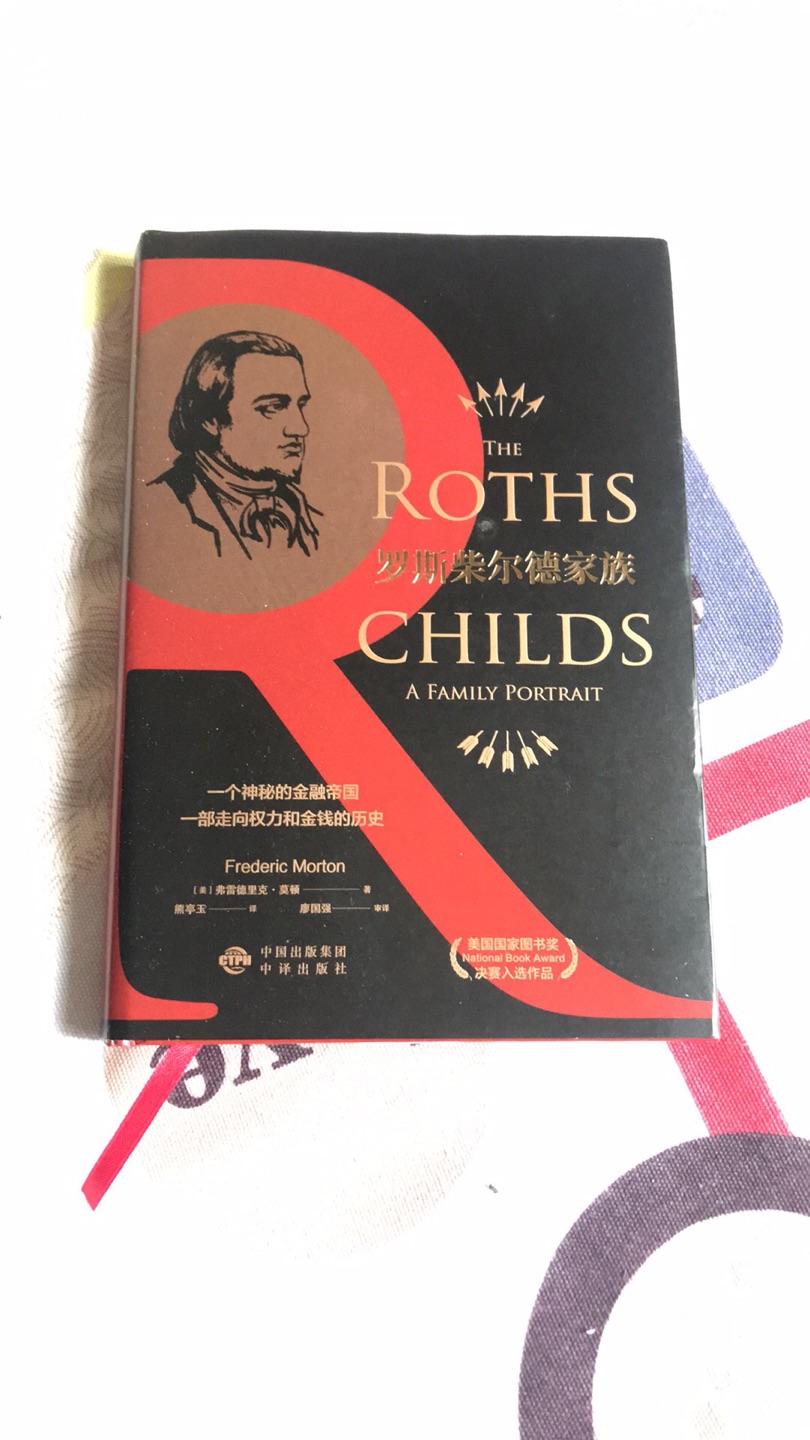 THE
ROTHS
罗斯柴尔德家族
CHILDS
A FAMILY PORTRAIT
一个神秘的金融帝国
一部走向权力和金钱的历史
Frederic Morton
［美］弗雷德里克·莫顿 著
熊亭玉 译 廖国强 审译
CTPH
中国出版集团
中译出版社
美国国家图书奖
National Book Award
决赛入选作品
ve